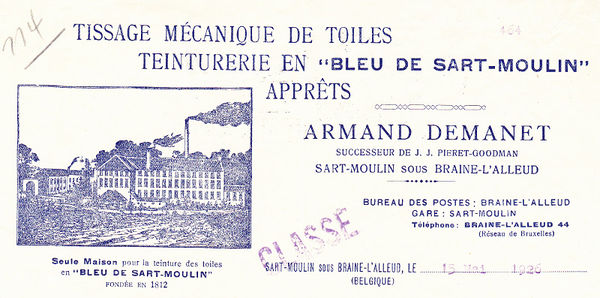 114
464
TISSAGE MÉCANIQUE DE TOILES
TEINTURERIE EN "BLEU DE SART-MOULIN"
APPRÊTS
ARMAND DEMANET
SUCCESSEUR DE J. J. PIERET-GOODMAN
SART-MOULIN SOUS BRAINE-L'ALLEUD
BUREAU DES POSTES : BRAINE-L'ALLEUD
GARE : SART-MOULIN
Téléphone : BRAINE-L'ALLEUD 44
(Réseau de Bruxelles)
Seule Maison pour la teinture des toiles
en "BLEU DE SART-MOULIN"
FONDÉE EN 1812
CLASSE
SART-MOULIN SOUS BRAINE-L'ALLEUD, LE 15 Mai 1926
(BELGIQUE)